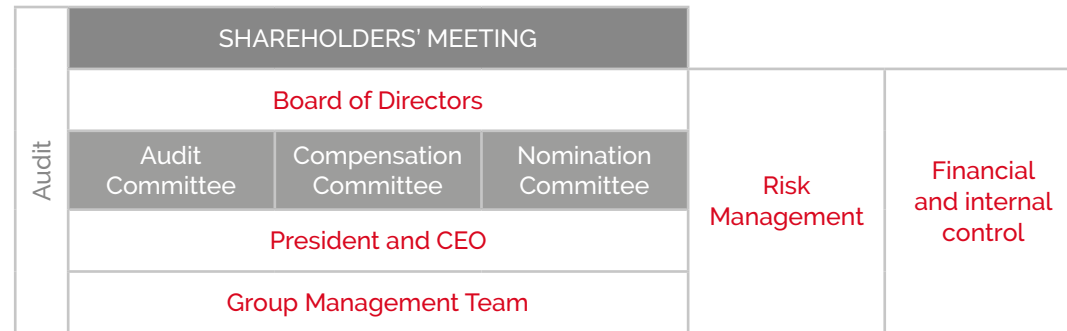 Audit
SHAREHOLDERS’ MEETING
Board of Directors
Audit
Committee
Compensation
Committee
Nomination
Committee
President and CEO
Group Management Team
Risk
Management
Financial
and internal
control